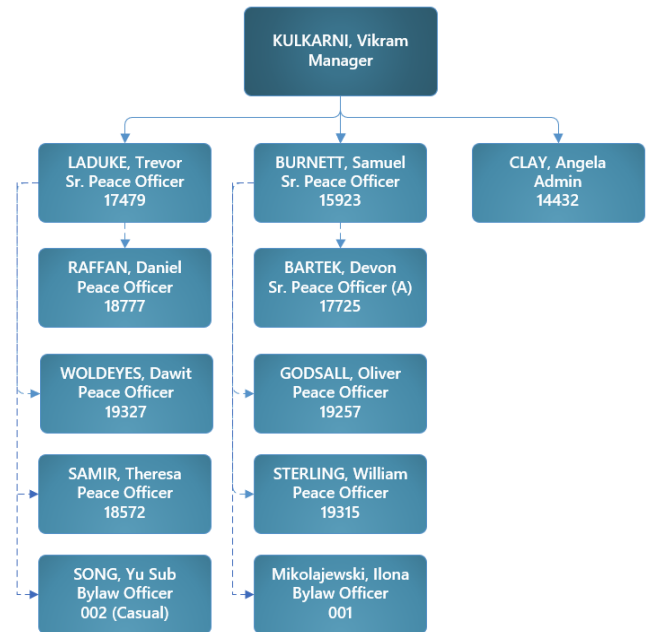 KULKARNI, Vikram
Manager
LADUKE, Trevor
Sr. Peace Officer
17479
BURNETT, Samuel
Sr. Peace Officer
15923
CLAY, Angela
Admin
14432
RAFFAN, Daniel
Peace Officer
18777
BARTEK, Devon
Sr. Peace Officer (A)
17725
WOLDEYES, Dawit
Peace Officer
19327
GODSALL, Oliver
Peace Officer
19257
SAMIR, Theresa
Peace Officer
18572
STERLING, William
Peace Officer
19315
SONG, Yu Sub
Bylaw Officer
002 (Casual)
Mikolajewski, Ilona
Bylaw Officer
001